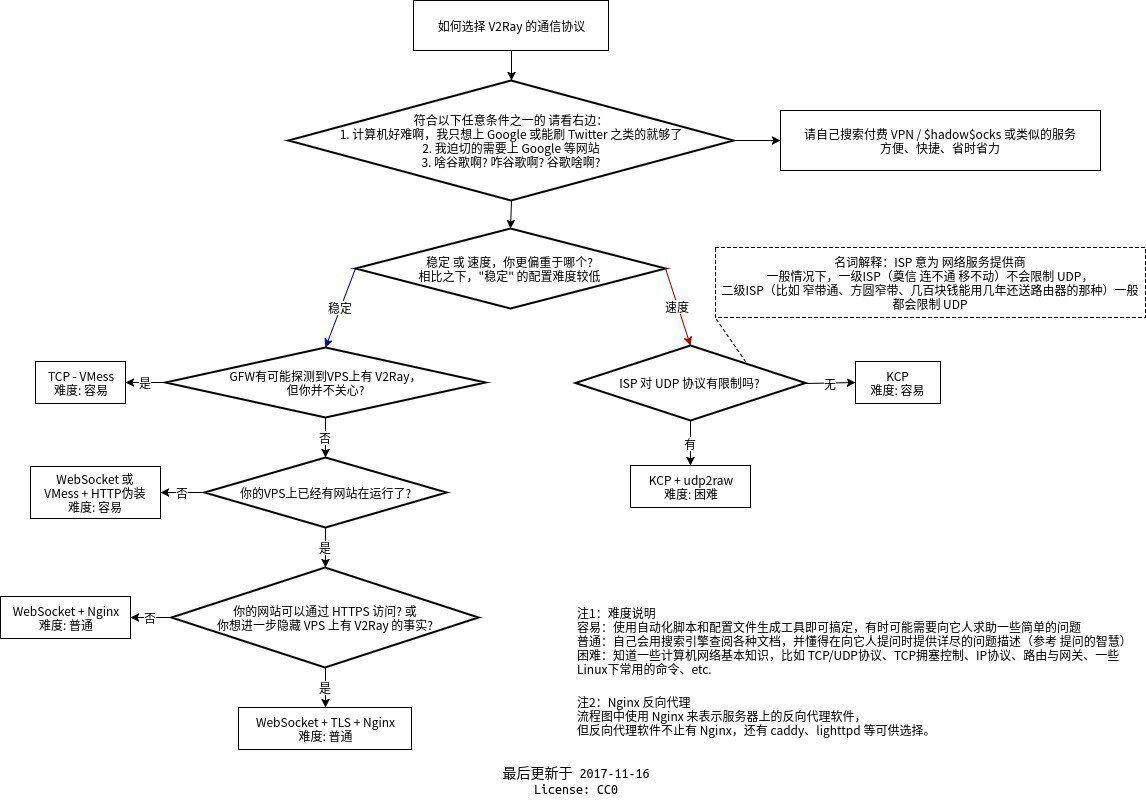 如何选择 V2Ray 的通信协议
符合以下任意条件之一的 请看右边：
1. 计算机好难啊，我只想上 Google 或能刷 Twitter 之类的就够了
2. 我迫切的需要上 Google 等网站
3. 啥谷歌啊? 咋谷歌啊? 谷歌啥啊?
请自己搜索付费 VPN / $hadow$ocks 或类似的服务
方便、快捷、省时省力
稳定 或 速度，你更偏重于哪个?
相比之下，"稳定" 的配置难度较低
名词解释：ISP 意为 网络服务提供商
一般情况下，一级ISP（奠信 连不通 移不动）不会限制 UDP，
二级ISP（比如 窄带通、方圆窄带、几百块钱能用几年还送路由器的那种）一般
都会限制 UDP
稳定
速度
GFW有可能探测到VPS上有 V2Ray，
但你并不关心?
是
TCP - VMess
难度: 容易
ISP 对 UDP 协议有限制吗?
无
KCP
难度: 容易
否
有
你的VPS上已经有网站在运行了?
否
WebSocket 或
VMess + HTTP伪装
难度: 容易
KCP + udp2raw
难度: 困难
是
你的网站可以通过 HTTPS 访问? 或
你想进一步隐藏 VPS 上有 V2Ray 的事实?
否
WebSocket + Nginx
难度: 普通
是
WebSocket + TLS + Nginx
难度: 普通
注1：难度说明
容易：使用自动化脚本和配置文件生成工具即可搞定，有时可能需要向它人求助一些简单的问题
普通：自己会用搜索引擎查阅各种文档，并懂得在向它人提问时提供详尽的问题描述（参考 提问的智慧）
困难：知道一些计算机网络基本知识，比如 TCP/UDP协议、TCP拥塞控制、IP协议、路由与网关、一些
Linux下常用的命令、etc.
注2：Nginx 反向代理
流程图中使用 Nginx 来表示服务器上的反向代理软件，
但反向代理软件不止有 Nginx，还有 caddy、lighttpd 等可供选择。
最后更新于 2017-11-16
License: CC0